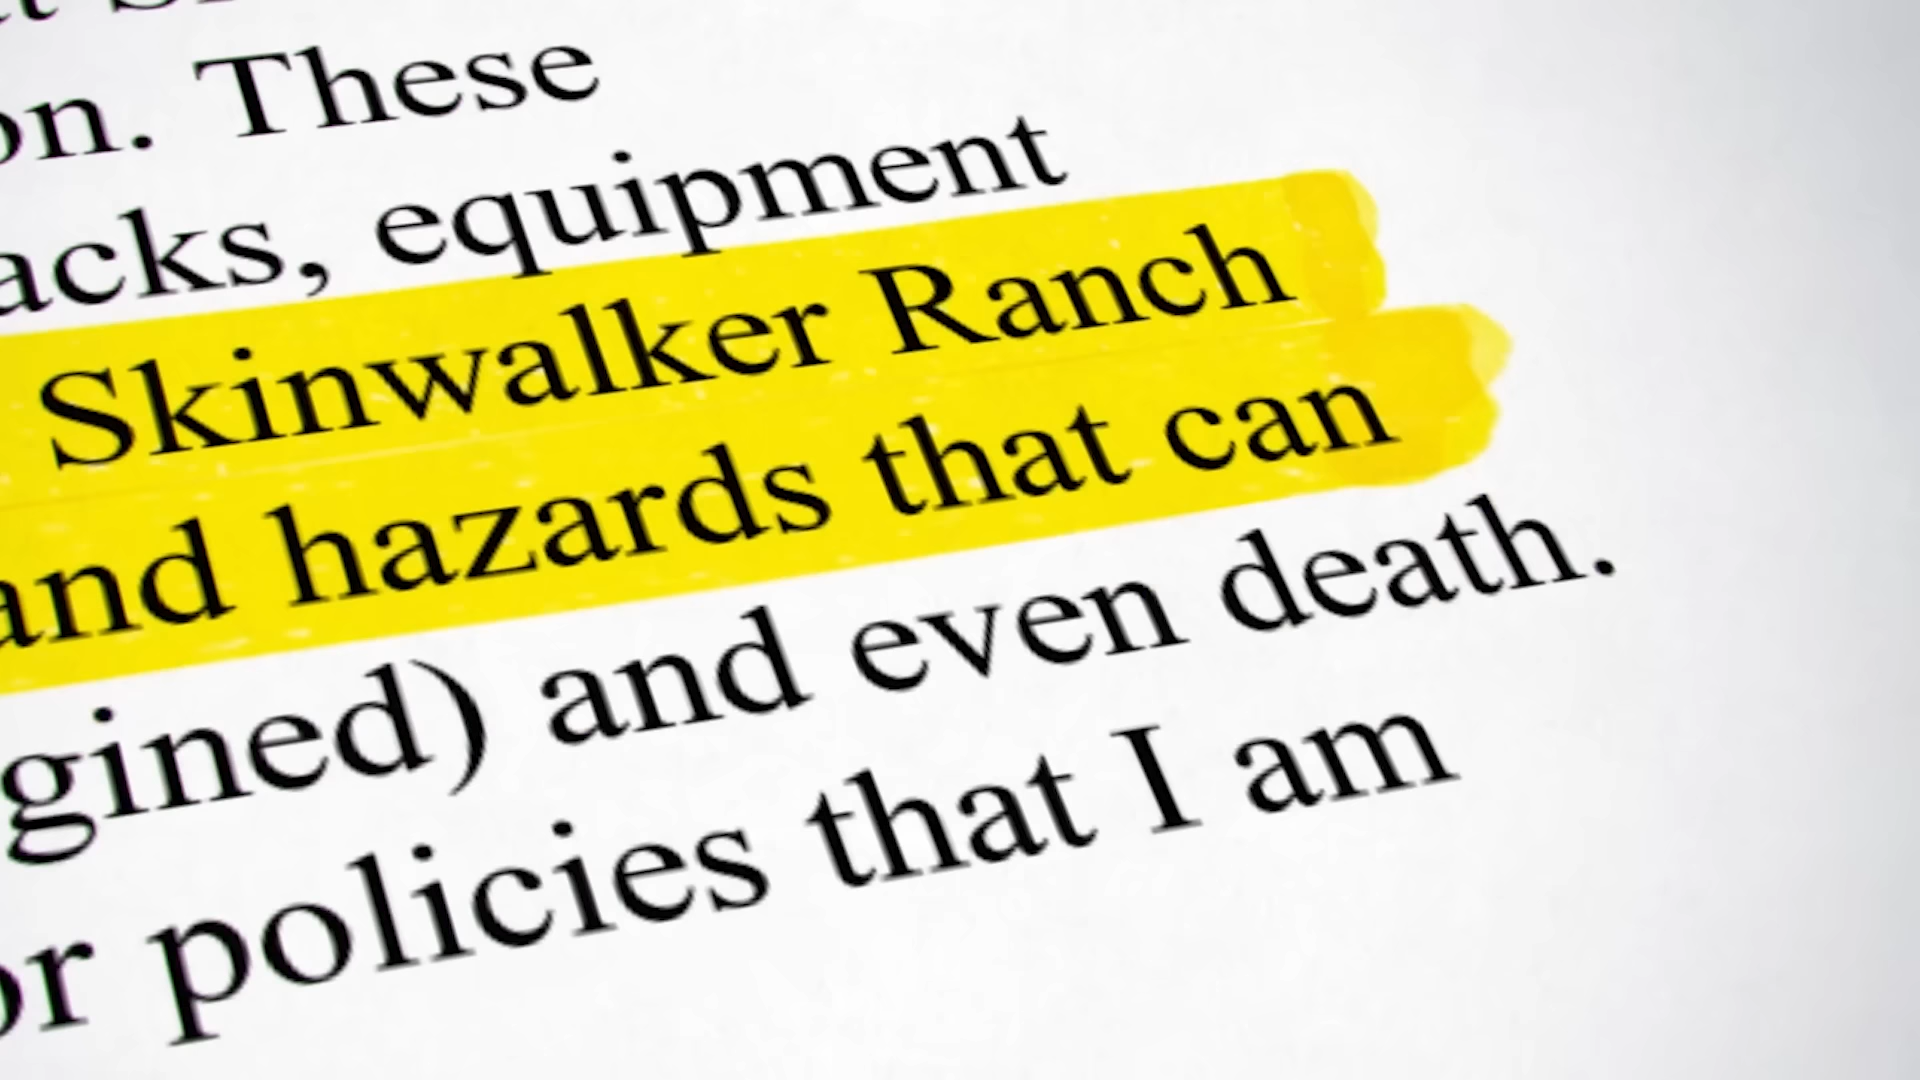 on. These
acks, equipment
Skinwalker Ranch
and hazards that can
gined) and even death.
or policies that I am